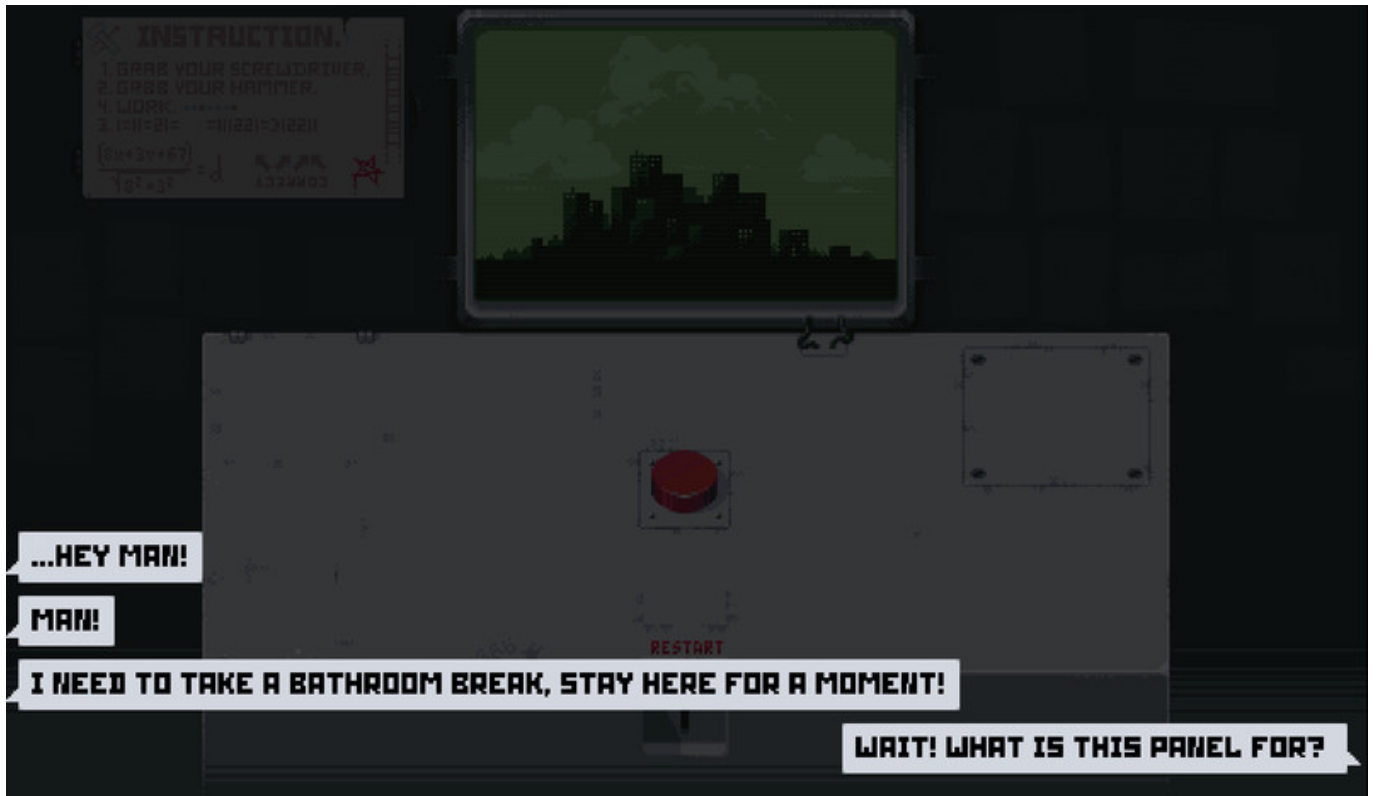 INSTRUCTION.
1. GRAB YOUR SCREWDRIVER.
2. GRBB YOUR HAMMER.
4. WORK.
...HEY MAN!
MAN!
I NEED TO TAKE A BATHROOM BREAK, STAY HERE FOR A MOMENT!
RESTART
WAIT! WHAT IS THIS PANEL FOR?